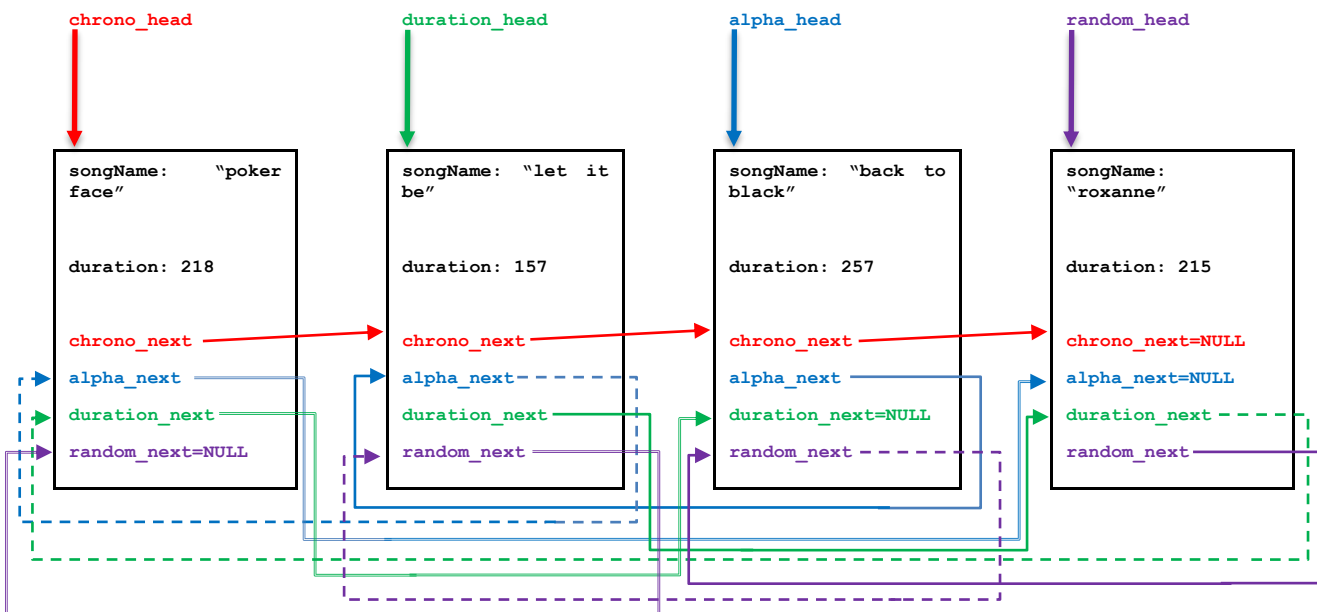 chrono_head
duration_head
alpha_head
random_head
songName: “poker
face”
duration: 218
chrono_next
alpha_next
duration_next
random_next=NULL
songName: “let it
be”
duration: 157
chrono_next
alpha_next
duration_next
random_next
songName: “back to
black”
duration: 257
chrono_next
alpha_next
duration_next=NULL
random_next
songName:
“roxanne”
duration: 215
chrono_next=NULL
alpha_next=NULL
duration_next
random_next